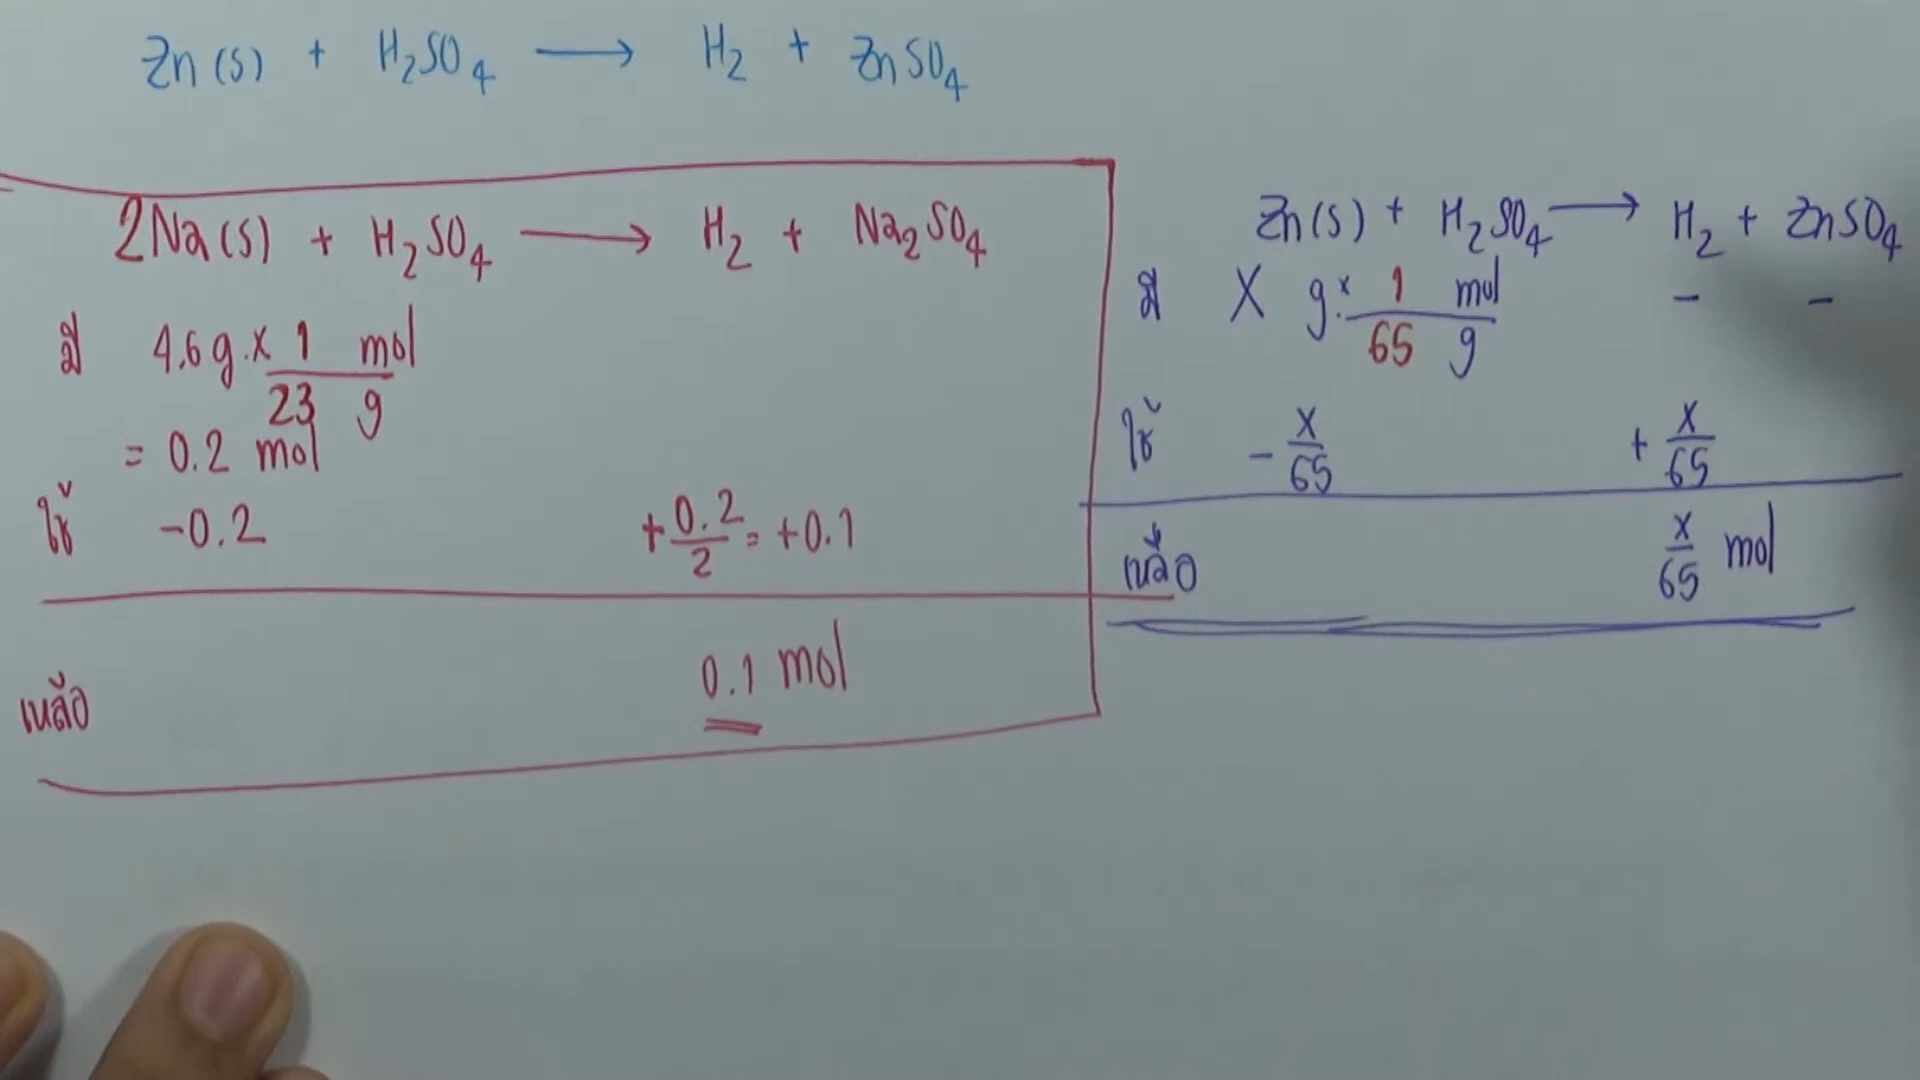 Zn(s) + H₂SO₄ ⟶ H₂ + ZnSO₄
2Na(s) + H₂SO₄ ⟶ H₂ + Na₂SO₄
มี 4.6 g. x 1 mol / 23 g
= 0.2 mol
ใช้ -0.2 +0.2/2 = +0.1
เหลือ 0.1 mol
Zn(s) + H₂SO₄ ⟶ H₂ + ZnSO₄
มี X g. x 1 mol / 65 g - -
ใช้ - x/65 + x/65
เหลือ x/65 mol